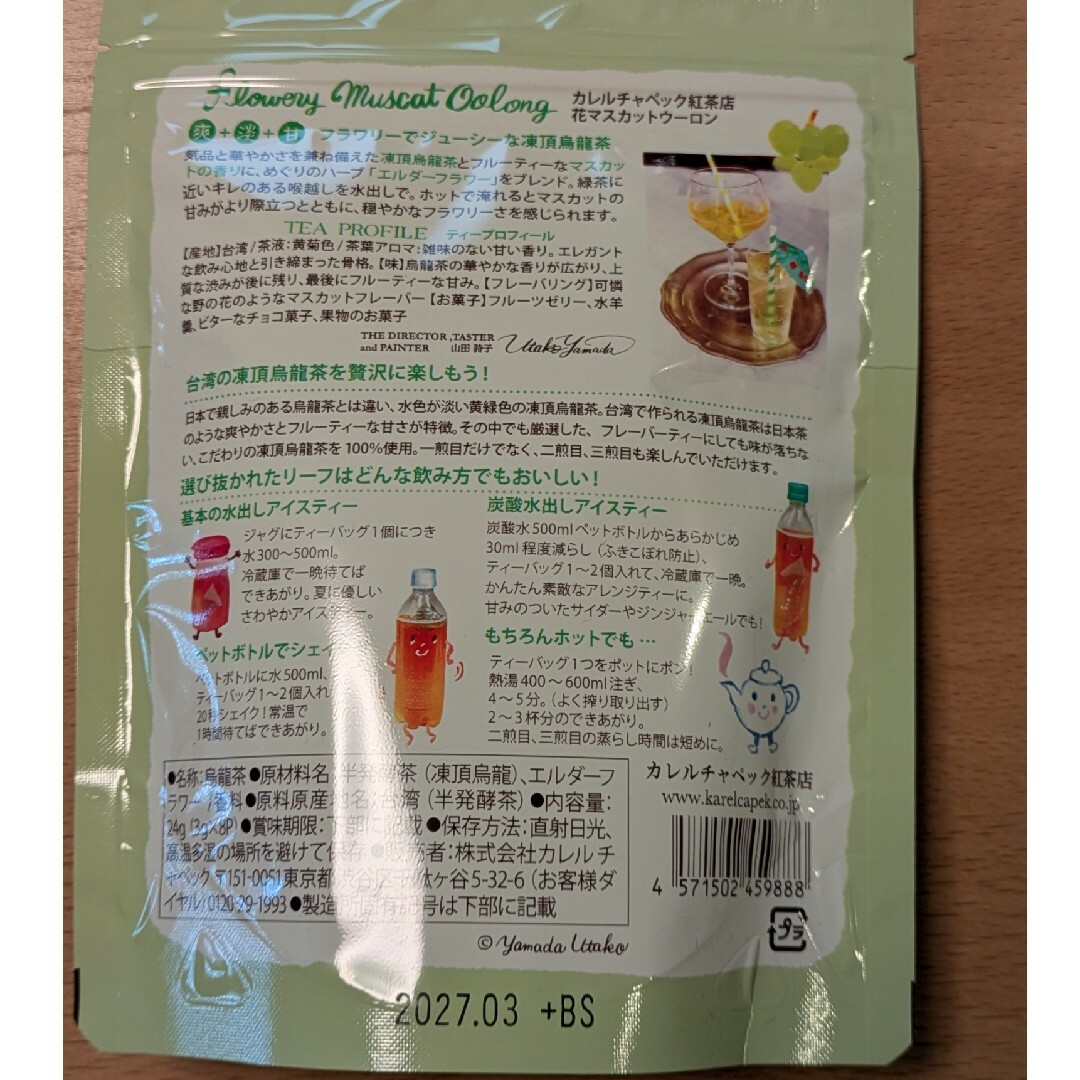 Flowery Muscat Oolong
カレルチャペック紅茶店
花マスカットウーロン
爽+淡+甘 フラワリーでジューシーな凍頂烏龍茶
気品と華やかさを兼ね備えた凍頂烏龍茶とフルーティーなマスカッ
トの香りに、めぐりのハーブ「エルダーフラワー」をブレンド。緑茶に
近いキレのある喉越しを水出しで。ホットで淹れるとマスカットの
甘みがより際立つとともに、穏やかなフラワリーさを感じられます。
TEA PROFILE ティープロフィール
【産地】台湾/茶液:黄菊色/茶葉アロマ:雑味のない甘い香り。エレガント
な飲み心地と引き締まった骨格。【味】烏龍茶の華やかな香りが広がり、上
質な渋みが後に残り、最後にフルーティーな甘み。【フレーバリング】可憐
な野の花のようなマスカットフレーバー【お菓子】フルーツゼリー、水羊
羹、ビターなチョコ菓子、果物のお菓子
THE DIRECTOR ,TASTER
and PAINTER 山田 詩子 Utako Yamada
台湾の凍頂烏龍茶を贅沢に楽しもう!
日本で親しみのある烏龍茶とは違い、水色が淡い黄緑色の凍頂烏龍茶。台湾で作られる凍頂烏龍茶は日本茶
のような爽やかさとフルーティーな甘さが特徴。その中でも厳選した、フレーバーティーにしても味が落ちな
い、こだわりの凍頂烏龍茶を100%使用。一煎目だけでなく、二煎目、三煎目も楽しんでいただけます。
選び抜かれたリーフはどんな飲み方でもおいしい!
基本の水出しアイスティー
ジャグにティーバッグ1個につき
水300〜500ml。
冷蔵庫で一晩待てば
できあがり。夏に優しい
さわやかアイスティー。
炭酸水出しアイスティー
炭酸水500mlペットボトルからあらかじめ
30ml程度減らし(ふきこぼれ防止)、
ティーバッグ1〜2個入れて、冷蔵庫で一晩。
かんたん素敵なアレンジティーに。
甘みのついたサイダーやジンジャーエールでも!
ペットボトルでシェイ
ペットボトルに水500ml、
ティーバッグ1〜2個入れ
20秒シェイク!常温で
1時間待てばできあがり。
もちろんホットでも…
ティーバッグ1つをポットにポン!
熱湯400〜600ml注ぎ、
4〜5分。(よく搾り取り出す)
2〜3杯分のできあがり。
二煎目、三煎目の蒸らし時間は短めに。
●名称:烏龍茶●原材料名:半発酵茶(凍頂烏龍)、エルダーフ
ラワー/香料●原料原産地名:台湾(半発酵茶)●内容量:
24g(3g×8P)●賞味期限:下部に記載●保存方法:直射日光、
高温多湿の場所を避けて保存●販売者:株式会社カレルチ
ャペック〒151-0051東京都渋谷区千駄ヶ谷5-32-6(お客様ダ
イヤル)0120-29-1993●製造所固有記号は下部に記載
カレルチャペック紅茶店
www.karelcapek.co.jp
4 571502 459888
プラ
© Yamada Utako
2027.03 +BS